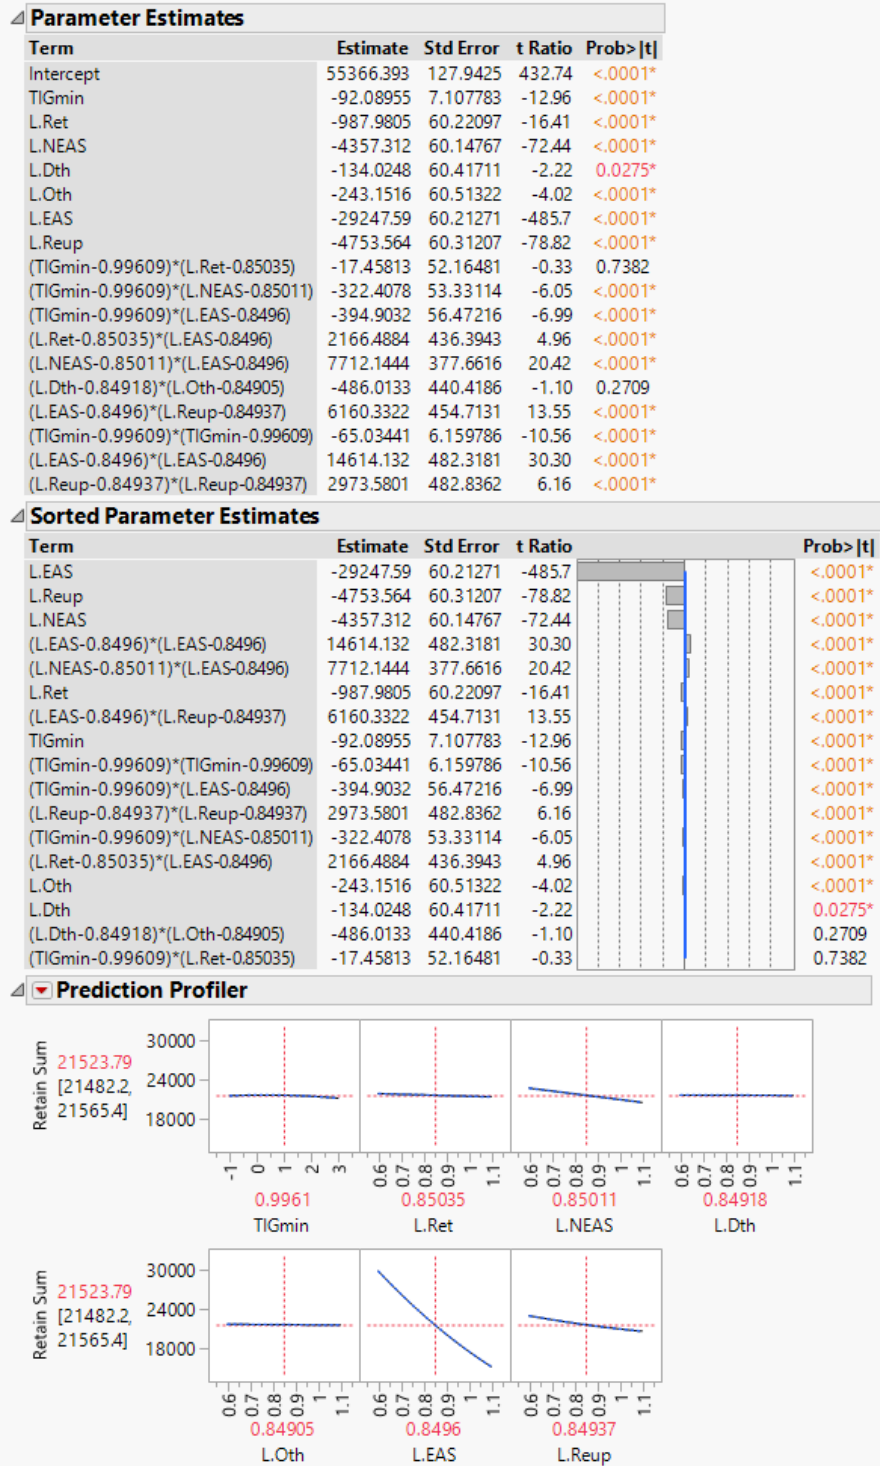 Parameter Estimates
Term Estimate Std Error t Ratio Prob>|t|
Intercept 55366.393 127.9425 432.74 <.0001*
TIGmin -92.08955 7.107783 -12.96 <.0001*
L.Ret -987.9805 60.22097 -16.41 <.0001*
L.NEAS -4357.312 60.14767 -72.44 <.0001*
L.Dth -134.0248 60.41711 -2.22 0.0275*
L.Oth -243.1516 60.51322 -4.02 <.0001*
L.EAS -29247.59 60.21271 -485.7 <.0001*
L.Reup -4753.564 60.31207 -78.82 <.0001*
(TIGmin-0.99609)*(L.Ret-0.85035) -17.45813 52.16481 -0.33 0.7382
(TIGmin-0.99609)*(L.NEAS-0.85011) -322.4078 53.33114 -6.05 <.0001*
(TIGmin-0.99609)*(L.EAS-0.8496) -394.9032 56.47216 -6.99 <.0001*
(L.Ret-0.85035)*(L.EAS-0.8496) 2166.4884 436.3943 4.96 <.0001*
(L.NEAS-0.85011)*(L.EAS-0.8496) 7712.1444 377.6616 20.42 <.0001*
(L.Dth-0.84918)*(L.Oth-0.84905) -486.0133 440.4186 -1.10 0.2709
(L.EAS-0.8496)*(L.Reup-0.84937) 6160.3322 454.7131 13.55 <.0001*
(TIGmin-0.99609)*(TIGmin-0.99609) -65.03441 6.159786 -10.56 <.0001*
(L.EAS-0.8496)*(L.EAS-0.8496) 14614.132 482.3181 30.30 <.0001*
(L.Reup-0.84937)*(L.Reup-0.84937) 2973.5801 482.8362 6.16 <.0001*
Sorted Parameter Estimates
Term Estimate Std Error t Ratio Prob>|t|
L.EAS -29247.59 60.21271 -485.7 <.0001*
L.Reup -4753.564 60.31207 -78.82 <.0001*
L.NEAS -4357.312 60.14767 -72.44 <.0001*
(L.EAS-0.8496)*(L.EAS-0.8496) 14614.132 482.3181 30.30 <.0001*
(L.NEAS-0.85011)*(L.EAS-0.8496) 7712.1444 377.6616 20.42 <.0001*
L.Ret -987.9805 60.22097 -16.41 <.0001*
(L.EAS-0.8496)*(L.Reup-0.84937) 6160.3322 454.7131 13.55 <.0001*
TIGmin -92.08955 7.107783 -12.96 <.0001*
(TIGmin-0.99609)*(TIGmin-0.99609) -65.03441 6.159786 -10.56 <.0001*
(TIGmin-0.99609)*(L.EAS-0.8496) -394.9032 56.47216 -6.99 <.0001*
(L.Reup-0.84937)*(L.Reup-0.84937) 2973.5801 482.8362 6.16 <.0001*
(TIGmin-0.99609)*(L.NEAS-0.85011) -322.4078 53.33114 -6.05 <.0001*
(L.Ret-0.85035)*(L.EAS-0.8496) 2166.4884 436.3943 4.96 <.0001*
L.Oth -243.1516 60.51322 -4.02 <.0001*
L.Dth -134.0248 60.41711 -2.22 0.0275*
(L.Dth-0.84918)*(L.Oth-0.84905) -486.0133 440.4186 -1.10 0.2709
(TIGmin-0.99609)*(L.Ret-0.85035) -17.45813 52.16481 -0.33 0.7382
Prediction Profiler
Retain Sum
21523.79
[21482.2,
21565.4]
30000
24000
18000
-1 0 1 2 3
0.6 0.7 0.8 0.9 1 1.1
0.6 0.7 0.8 0.9 1 1.1
0.6 0.7 0.8 0.9 1 1.1
0.9961 0.85035 0.85011 0.84918
TIGmin L.Ret L.NEAS L.Dth
Retain Sum
21523.79
[21482.2,
21565.4]
30000
24000
18000
0.6 0.7 0.8 0.9 1 1.1
0.6 0.7 0.8 0.9 1 1.1
0.6 0.7 0.8 0.9 1 1.1
0.84905 0.8496 0.84937
L.Oth L.EAS L.Reup